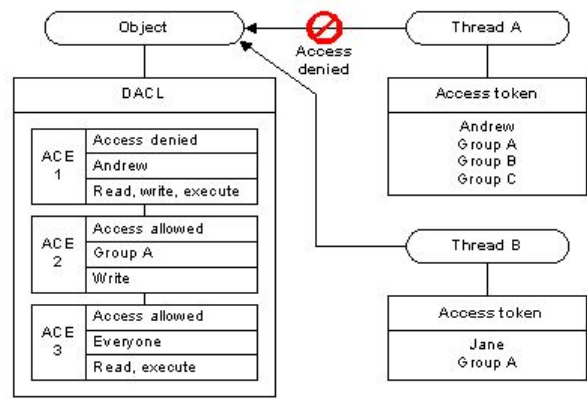 Object
Access
denied
Thread A
DACL
ACE
1
Access denied
Andrew
Read, write, execute
ACE
2
Access allowed
Group A
Write
ACE
3
Access allowed
Everyone
Read, execute
Access token
Andrew
Group A
Group B
Group C
Thread B
Access token
Jane
Group A